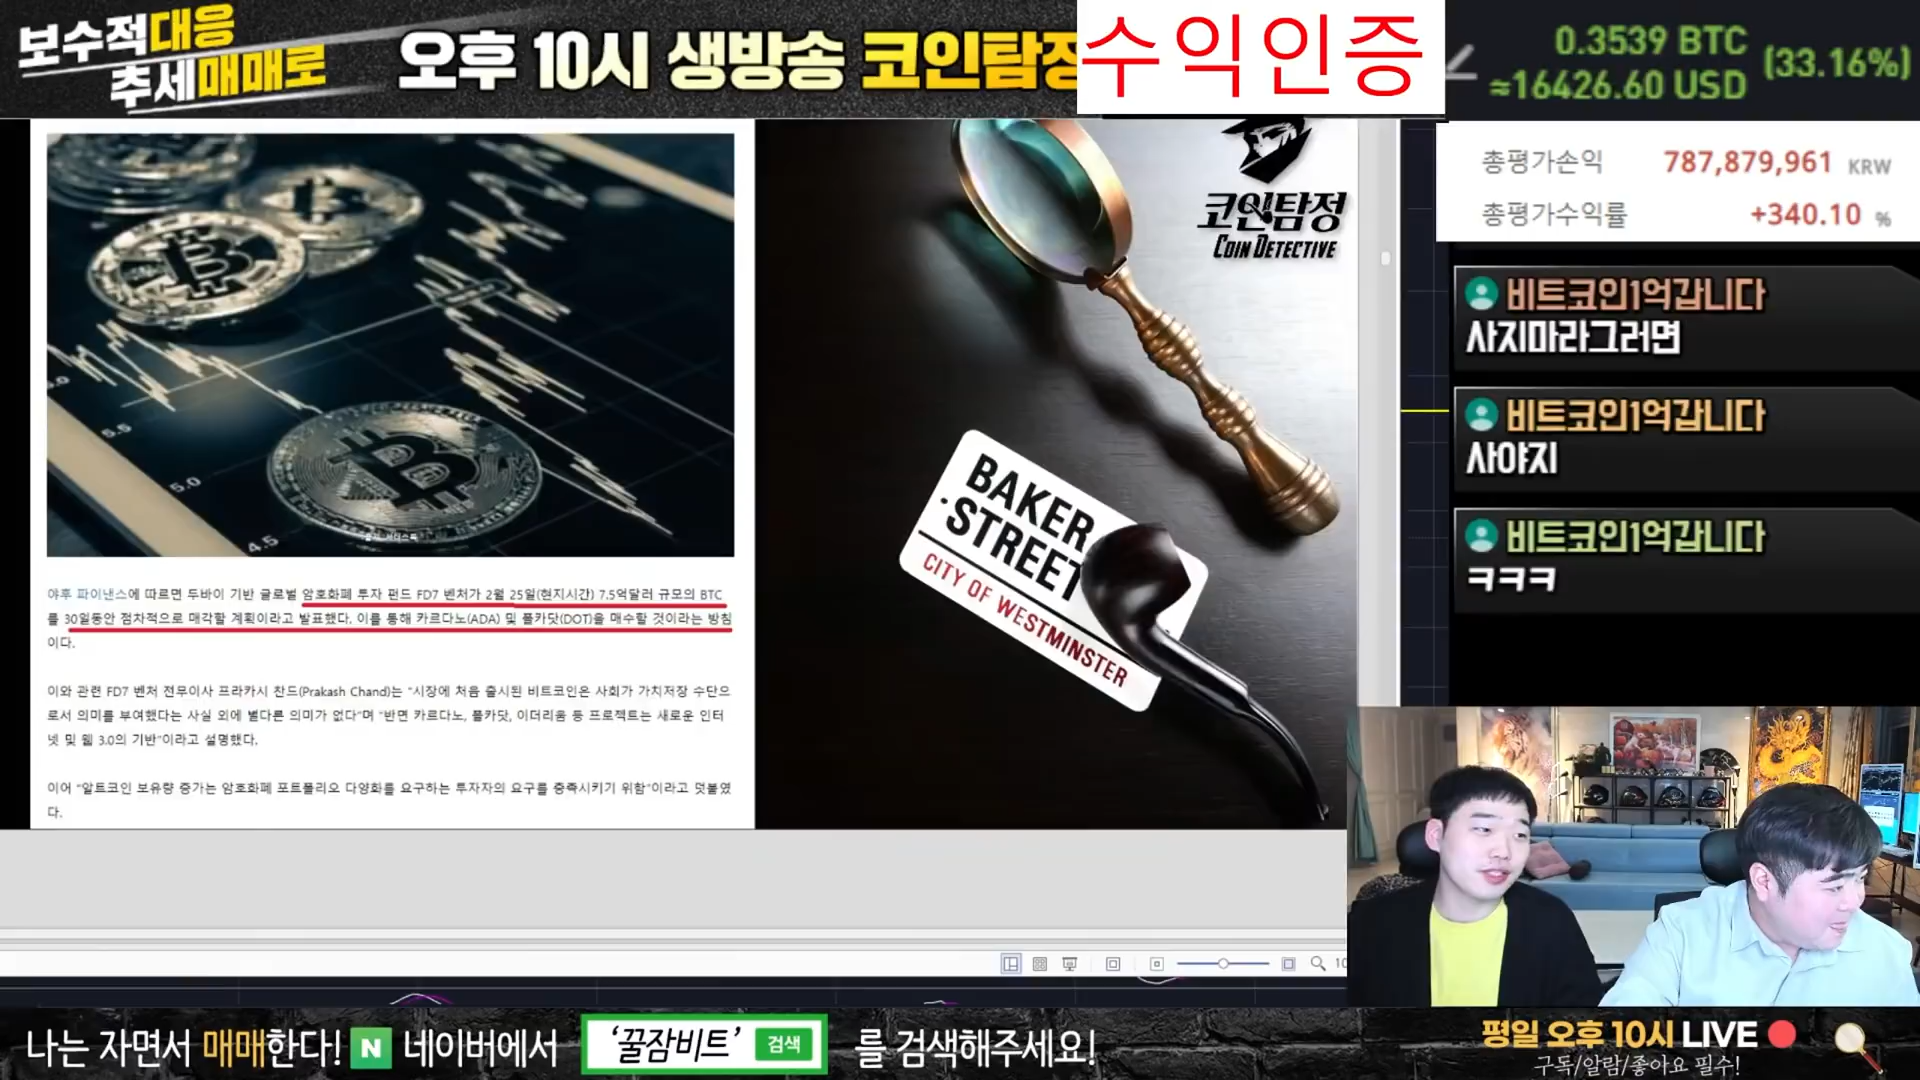 보수적대응
추세매매로
오후 10시 생방송 코인탐정
수익인증
0.3539 BTC
≈16426.60 USD
(33.16%)
총평가손익 787,879,961 KRW
총평가수익률 +340.10 %
비트코인1억갑니다
사지마라그러면
비트코인1억갑니다
사야지
비트코인1억갑니다
ㅋㅋㅋ
5.0
5.5
5.0
4.5
코인탐정
COIN DETECTIVE
BAKER
STREET
CITY OF WESTMINSTER
야후 파이낸스에 따르면 두바이 기반 글로벌 암호화폐 투자 펀드 FD7 벤처가 2월 25일(현지시간) 7.5억달러 규모의 BTC
를 30일동안 점차적으로 매각할 계획이라고 발표했다. 이를 통해 카르다노(ADA) 및 폴카닷(DOT)을 매수할 것이라는 방침
이다.
이와 관련 FD7 벤처 전무이사 프라카시 찬드(Prakash Chand)는 "시장에 처음 출시된 비트코인은 사회가 가치저장 수단으
로서 의미를 부여했다는 사실 외에 별다른 의미가 없다"며 "반면 카르다노, 폴카닷, 이더리움 등 프로젝트는 새로운 인터
넷 및 웹 3.0의 기반"이라고 설명했다.
이어 "알트코인 보유량 증가는 암호화폐 포트폴리오 다양화를 요구하는 투자자의 요구를 충족시키기 위함"이라고 덧붙였
다.
10
나는 자면서 매매한다! N 네이버에서 '꿀잠비트' 검색 를 검색해주세요!
평일 오후 10시 LIVE
구독/알람/좋아요 필수!